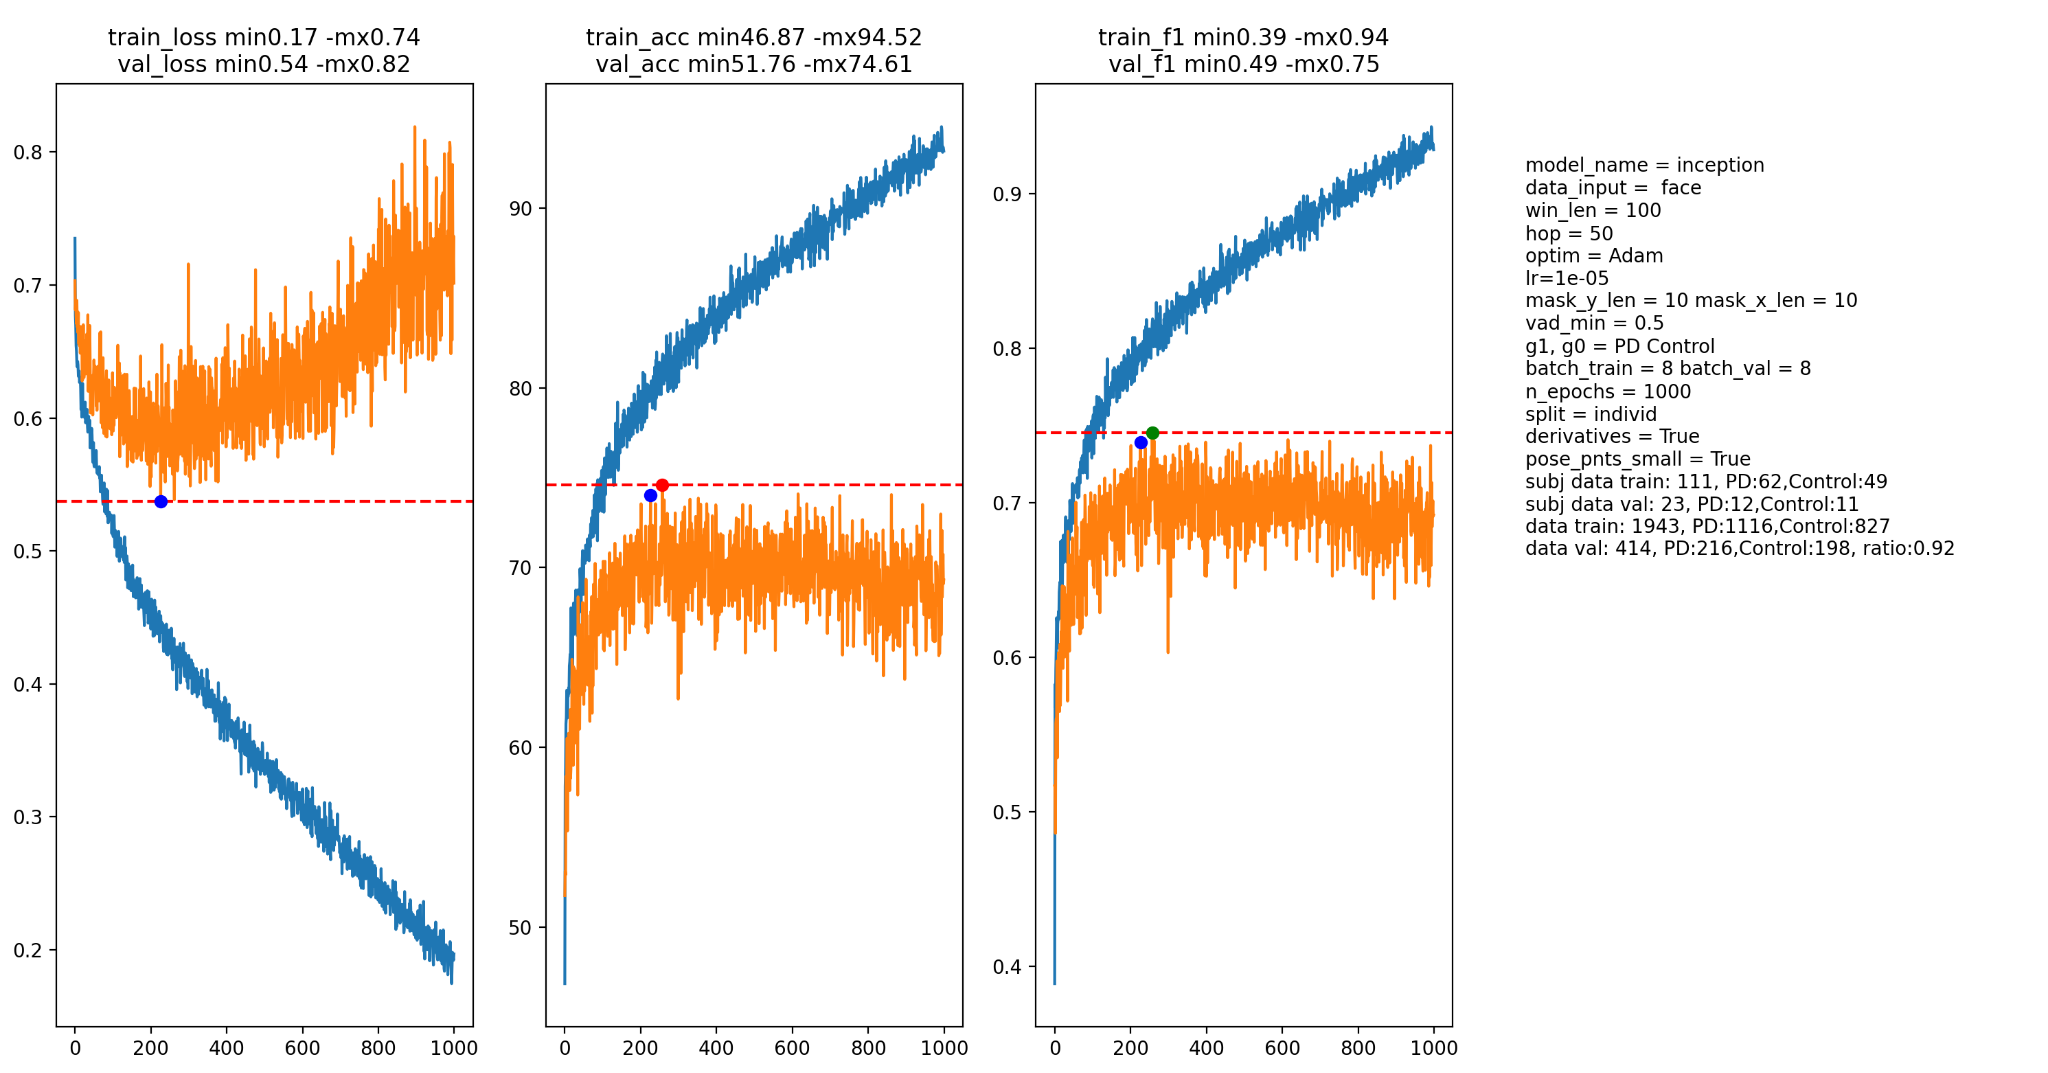 train_loss min0.17 -mx0.74
val_loss min0.54 -mx0.82
0.8
0.7
0.6
0.5
0.4
0.3
0.2
0 200 400 600 800 1000
train_acc min46.87 -mx94.52
val_acc min51.76 -mx74.61
90
80
70
60
50
0 200 400 600 800 1000
train_f1 min0.39 -mx0.94
val_f1 min0.49 -mx0.75
0.9
0.8
0.7
0.6
0.5
0.4
0 200 400 600 800 1000
model_name = inception
data_input =  face
win_len = 100
hop = 50
optim = Adam
lr=1e-05
mask_y_len = 10 mask_x_len = 10
vad_min = 0.5
g1, g0 = PD Control
batch_train = 8 batch_val = 8
n_epochs = 1000
split = individ
derivatives = True
pose_pnts_small = True
subj data train: 111, PD:62,Control:49
subj data val: 23, PD:12,Control:11
data train: 1943, PD:1116,Control:827
data val: 414, PD:216,Control:198, ratio:0.92